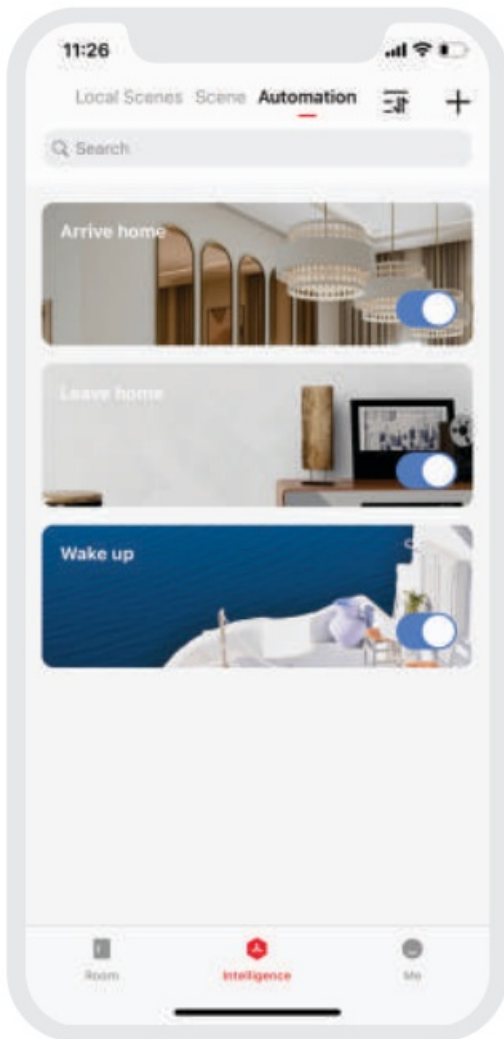 11:26
Local Scenes Scene Automation
Search
Arrive home
Leave home
Wake up
Room Intelligence Me